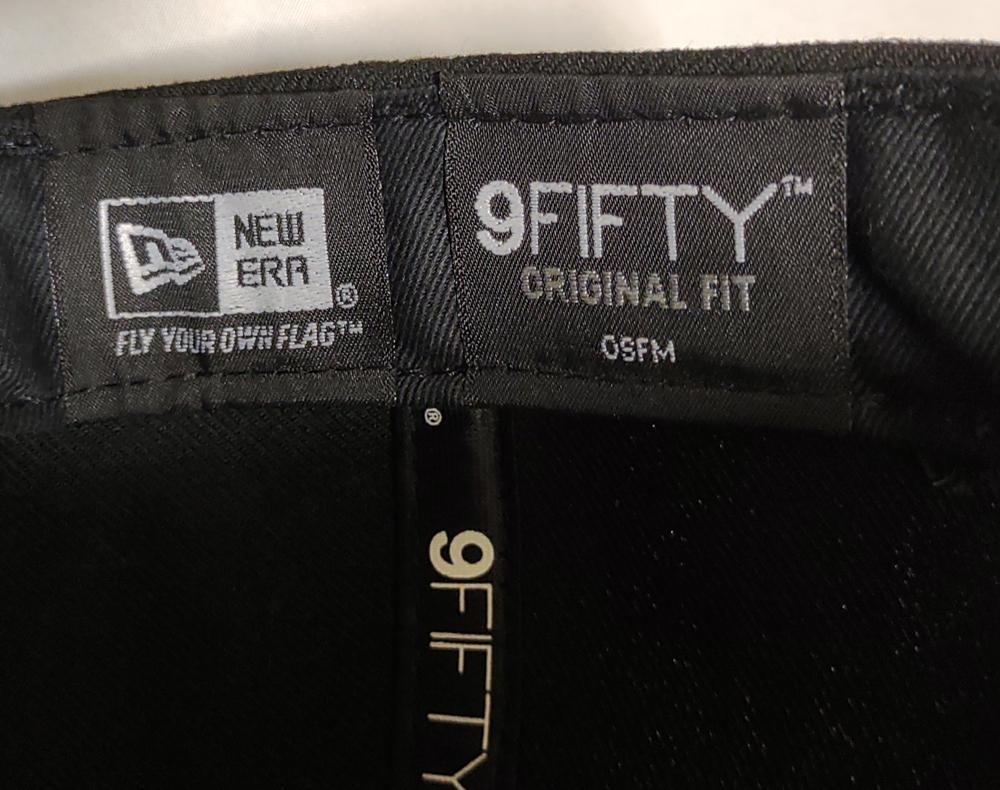 NEW
ERA
®
FLY YOUR OWN FLAG™
9FIFTY™
ORIGINAL FIT
OSFM
®
9FIFTY